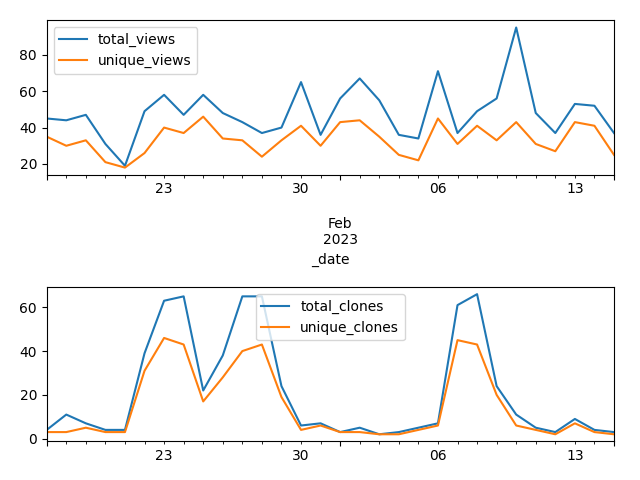 total_views
unique_views
80
60
40
20
23 30 06 13
Feb
2023
_date
total_clones
unique_clones
60
40
20
0
23 30 06 13